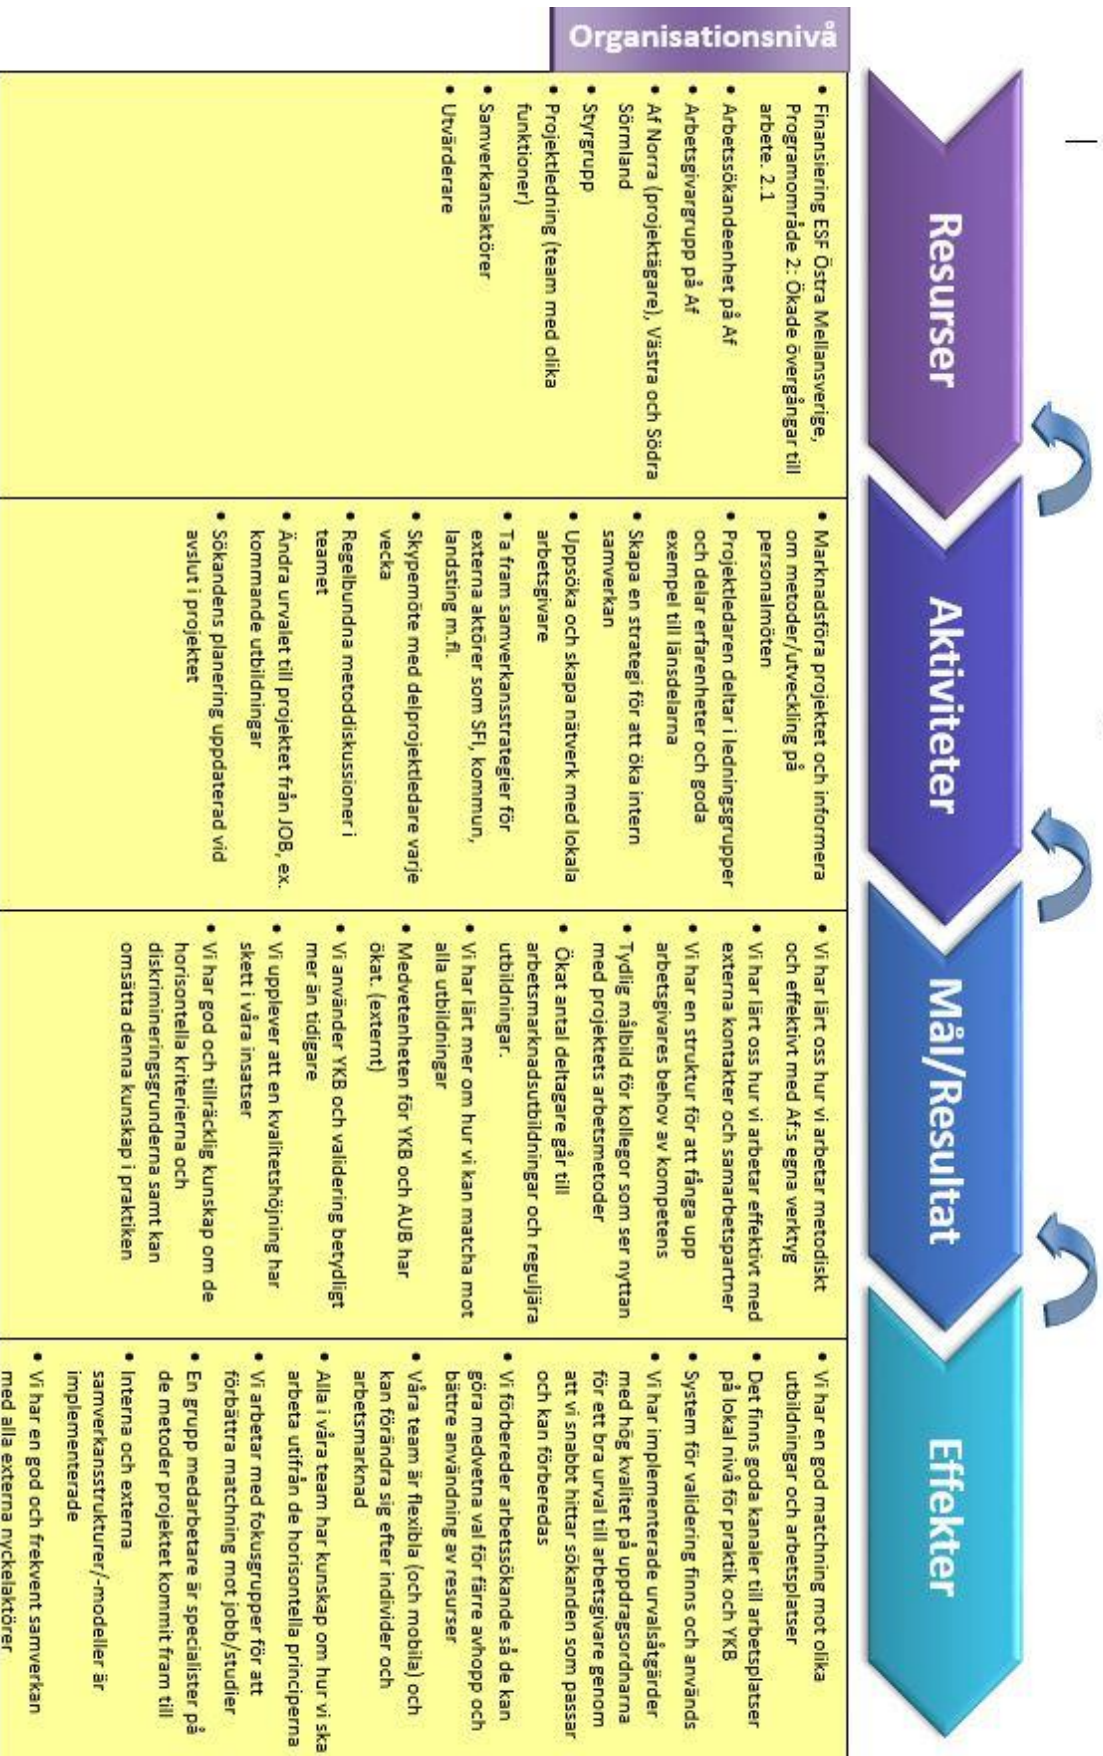 Organisationsnivå
Resurser
Aktiviteter
Mål/Resultat
Effekter
• Finansiering ESF Östra Mellansverige,
Programområde 2: Ökade övergångar till
arbete. 2.1
• Arbetssökandeenhet på Af
• Arbetsgivargrupp på Af
• Af Norra (projektägare), Västra och Södra
Sörmland
• Styrgrupp
• Projektledning (team med olika
funktioner)
• Samverkansaktörer
• Utvärderare
• Marknadsföra projektet och informera
om metoder/utveckling på
personalmöten
• Projektledaren deltar i ledningsgrupper
och delar erfarenheter och goda
exempel till länsdelarna
• Skapa en strategi för att öka intern
samverkan
• Uppsöka och skapa nätverk med lokala
arbetsgivare
• Ta fram samverkansstrategier för
externa aktörer som SFI, kommun,
landsting m.fl.
• Skypemöte med delprojektledare varje
vecka
• Regelbundna metoddiskussioner i
teamet
• Ändra urvalet till projektet från JOB, ex.
kommande utbildningar
• Sökandens planering uppdaterad vid
avslut i projektet
• Vi har lärt oss hur vi arbetar metodiskt
och effektivt med Af:s egna verktyg
• Vi har lärt oss hur vi arbetar effektivt med
externa kontakter och samarbetspartner
• Vi har en struktur för att fånga upp
arbetsgivares behov av kompetens
• Tydlig målbild för kollegor som ser nyttan
med projektets arbetsmetoder
• Ökat antal deltagare går till
arbetsmarknadsutbildningar och reguljära
utbildningar.
• Vi har lärt mer om hur vi kan matcha mot
alla utbildningar
• Medvetenheten för YKB och AUB har
ökat. (externt)
• Vi använder YKB och validering betydligt
mer än tidigare
• Vi upplever att en kvalitetshöjning har
skett i våra insatser
• Vi har god och tillräcklig kunskap om de
horisontella kriterierna och
diskrimineringsgrunderna samt kan
omsätta denna kunskap i praktiken
• Vi har en god matchning mot olika
utbildningar och arbetsplatser
• Det finns goda kanaler till arbetsplatser
på lokal nivå för praktik och YKB
• System för validering finns och används
• Vi har implementerade urvalsåtgärder
med hög kvalitet på uppdragsordnarna
för ett bra urval till arbetsgivare genom
att vi snabbt hittar sökanden som passar
och kan förberedas
• Vi förbereder arbetssökande så de kan
göra medvetna val för färre avhopp och
bättre användning av resurser
• Våra team är flexibla (och mobila) och
kan förändra sig efter individer och
arbetsmarknad
• Alla i våra team har kunskap om hur vi ska
arbeta utifrån de horisontella principerna
• Vi arbetar med fokusgrupper för att
förbättra matchning mot jobb/studier
• En grupp medarbetare är specialister på
de metoder projektet kommit fram till
• Interna och externa
samverkansstrukturer/-modeller är
implementerade
• Vi har en god och frekvent samverkan
med alla externa nyckelaktörer